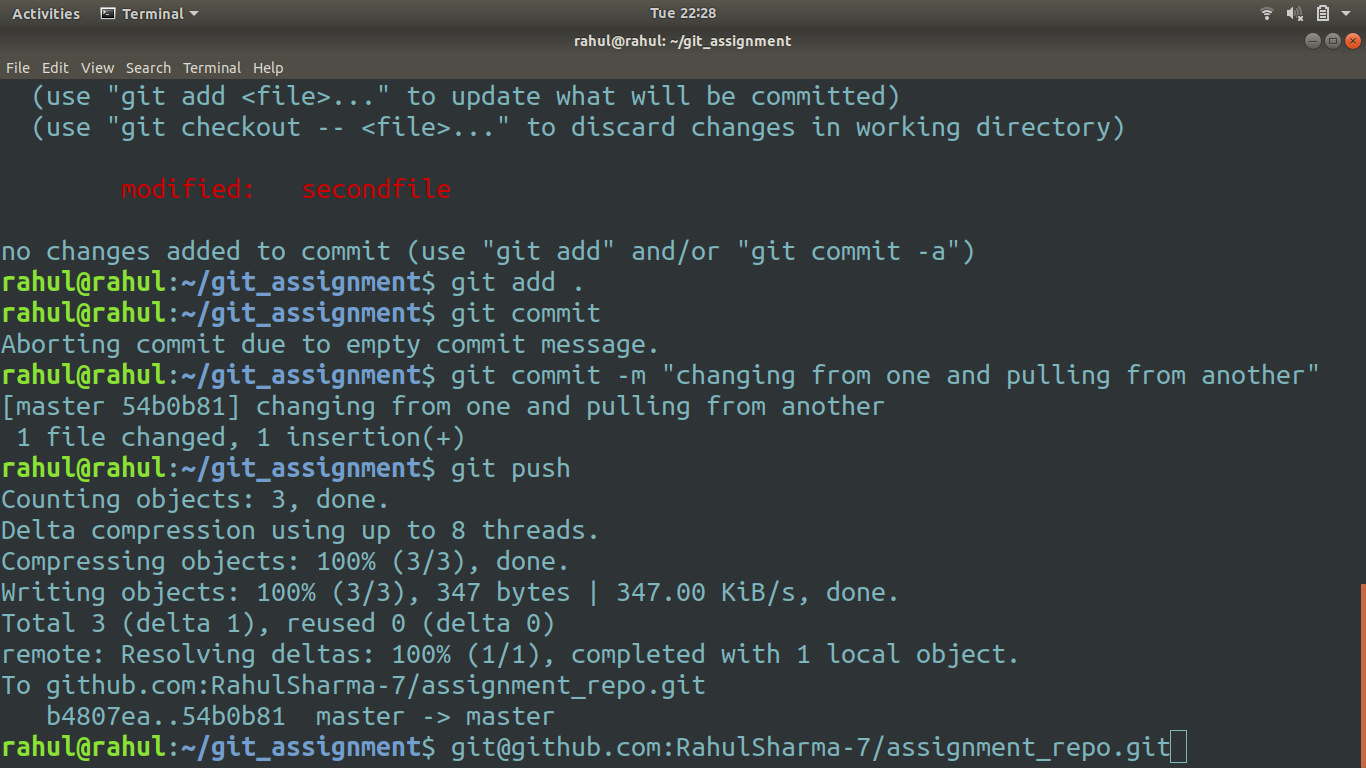 Activities Terminal Tue 22:28
rahul@rahul: ~/git_assignment
File Edit View Search Terminal Help
  (use "git add <file>..." to update what will be committed)
  (use "git checkout -- <file>..." to discard changes in working directory)
        modified:   secondfile
no changes added to commit (use "git add" and/or "git commit -a")
rahul@rahul:~/git_assignment$ git add .
rahul@rahul:~/git_assignment$ git commit
Aborting commit due to empty commit message.
rahul@rahul:~/git_assignment$ git commit -m "changing from one and pulling from another"
[master 54b0b81] changing from one and pulling from another
 1 file changed, 1 insertion(+)
rahul@rahul:~/git_assignment$ git push
Counting objects: 3, done.
Delta compression using up to 8 threads.
Compressing objects: 100% (3/3), done.
Writing objects: 100% (3/3), 347 bytes | 347.00 KiB/s, done.
Total 3 (delta 1), reused 0 (delta 0)
remote: Resolving deltas: 100% (1/1), completed with 1 local object.
To github.com:RahulSharma-7/assignment_repo.git
   b4807ea..54b0b81  master -> master
rahul@rahul:~/git_assignment$ git@github.com:RahulSharma-7/assignment_repo.git